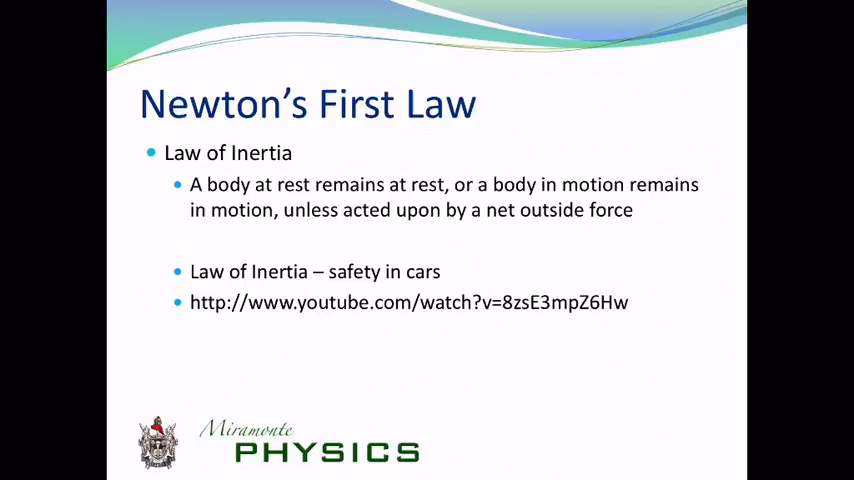 Newton's First Law
Law of Inertia
A body at rest remains at rest, or a body in motion remains
in motion, unless acted upon by a net outside force
Law of Inertia – safety in cars
http://www.youtube.com/watch?v=8zsE3mpZ6Hw
Miramonte
PHYSICS